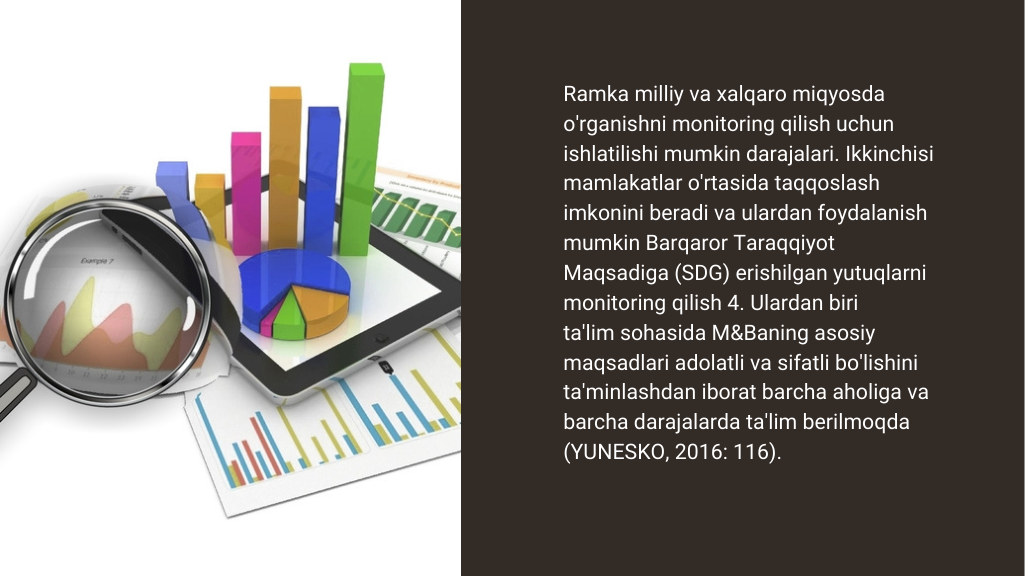 Ramka milliy va xalqaro miqyosda
o'rganishni monitoring qilish uchun
ishlatilishi mumkin darajalari. Ikkinchisi
mamlakatlar o'rtasida taqqoslash
imkonini beradi va ulardan foydalanish
mumkin Barqaror Taraqqiyot
Maqsadiga (SDG) erishilgan yutuqlarni
monitoring qilish 4. Ulardan biri
ta'lim sohasida M&Baning asosiy
maqsadlari adolatli va sifatli bo'lishini
ta'minlashdan iborat barcha aholiga va
barcha darajalarda ta'lim berilmoqda
(YUNESKO, 2016: 116).
Example 7